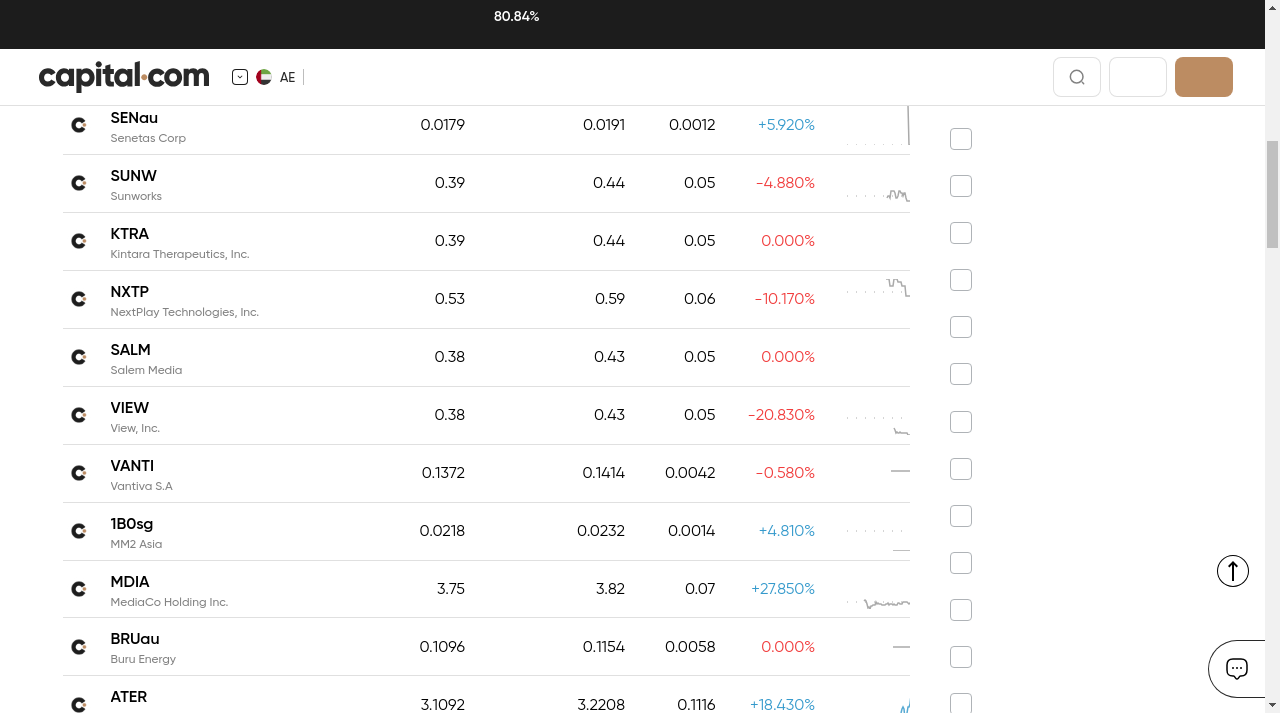 80.84%
capital.com
AE
SENau 0.0179 0.0191 0.0012 +5.920%
Senetas Corp
SUNW 0.39 0.44 0.05 -4.880%
Sunworks
KTRA 0.39 0.44 0.05 0.000%
Kintara Therapeutics, Inc.
NXTP 0.53 0.59 0.06 -10.170%
NextPlay Technologies, Inc.
SALM 0.38 0.43 0.05 0.000%
Salem Media
VIEW 0.38 0.43 0.05 -20.830%
View, Inc.
VANTI 0.1372 0.1414 0.0042 -0.580%
Vantiva S.A
1B0sg 0.0218 0.0232 0.0014 +4.810%
MM2 Asia
MDIA 3.75 3.82 0.07 +27.850%
MediaCo Holding Inc.
BRUau 0.1096 0.1154 0.0058 0.000%
Buru Energy
ATER 3.1092 3.2208 0.1116 +18.430%